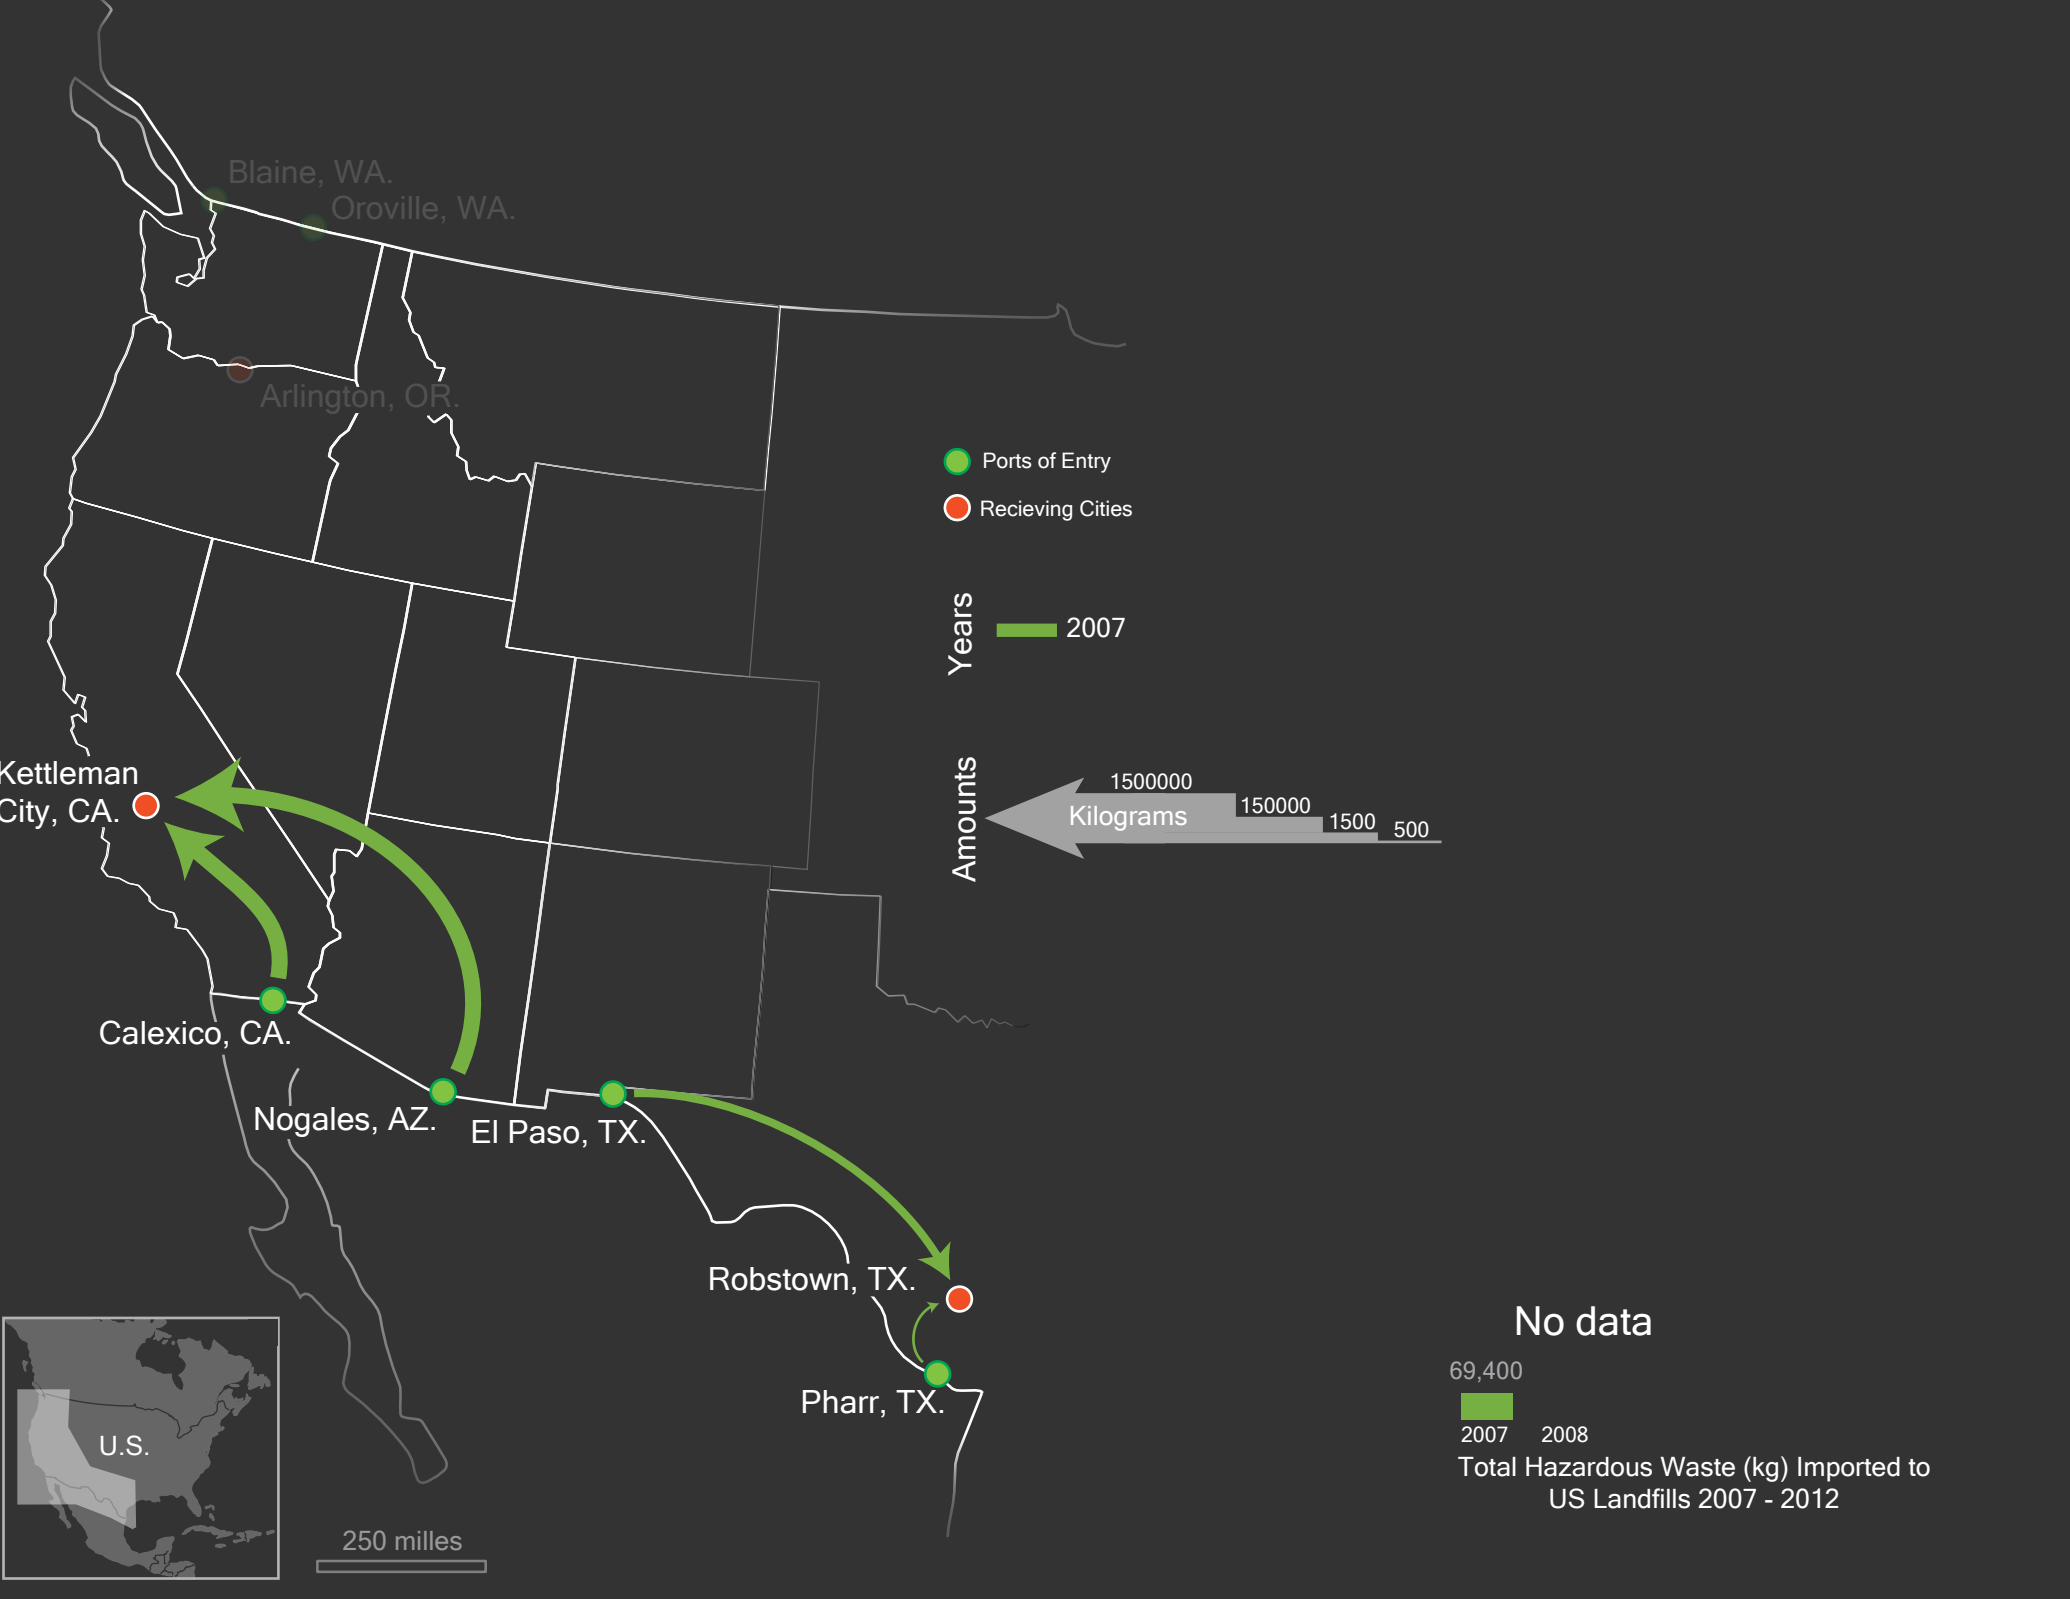 Blaine, WA.
Oroville, WA.
Arlington, OR.
Ports of Entry
Recieving Cities
Years
2007
Kettleman
City, CA.
Amounts
1500000
150000
1500
500
Kilograms
Calexico, CA.
Nogales, AZ.
El Paso, TX.
Robstown, TX.
Pharr, TX.
U.S.
250 milles
No data
69,400
2007
2008
Total Hazardous Waste (kg) Imported to
US Landfills 2007 - 2012